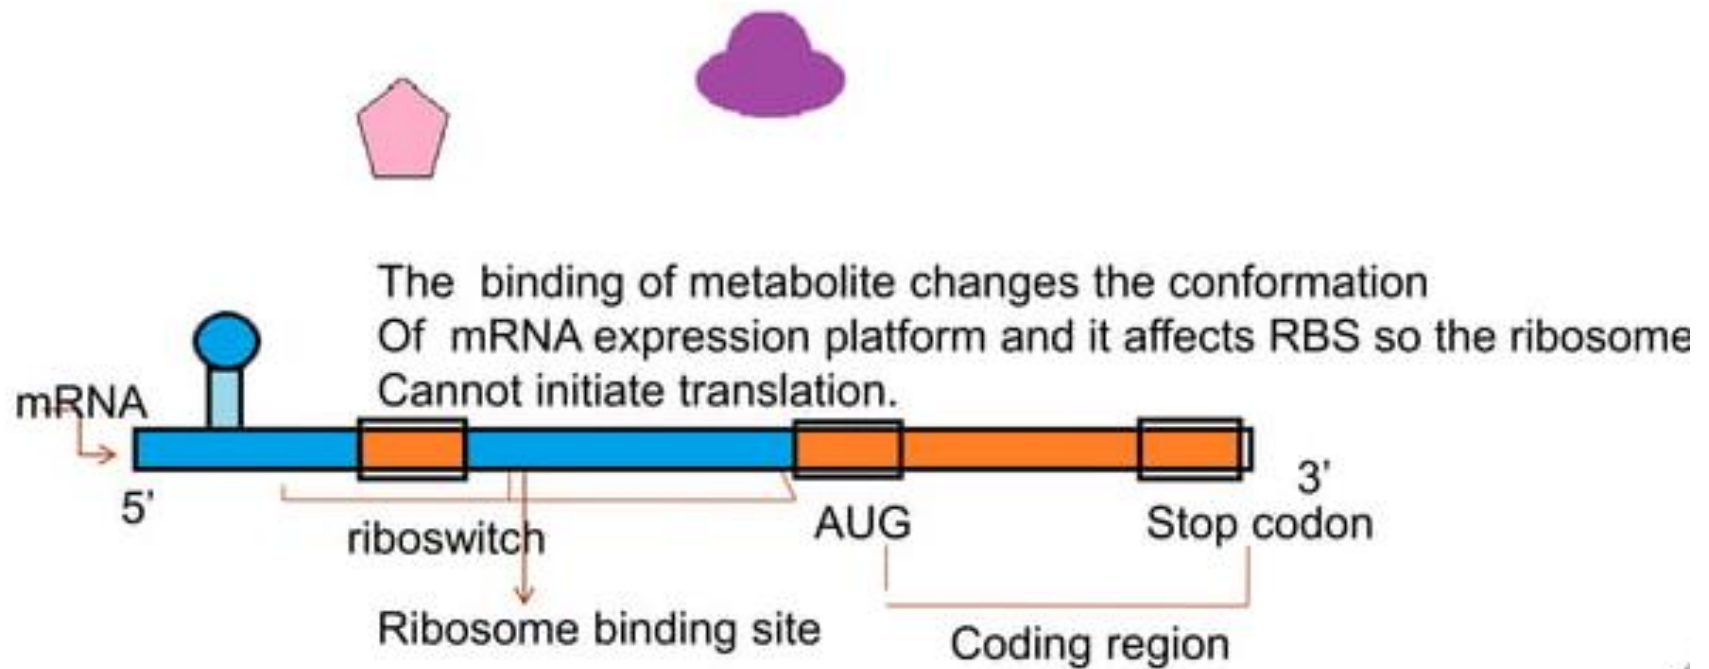 The binding of metabolite changes the conformation
Of mRNA expression platform and it affects RBS so the ribosome
Cannot initiate translation.
mRNA
5'
3'
riboswitch
AUG
Stop codon
Ribosome binding site
Coding region